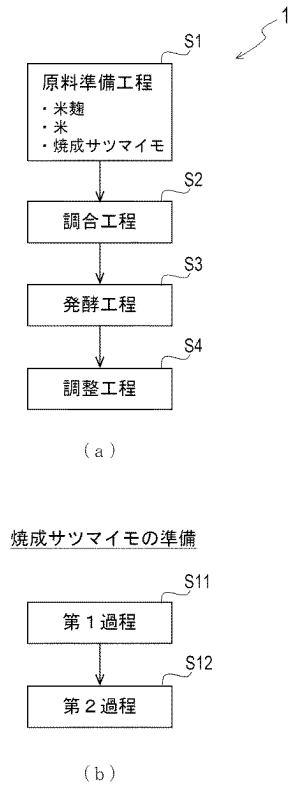 1
S1
原料準備工程
・米麹
・米
・焼成サツマイモ
S2
調合工程
S3
発酵工程
S4
調整工程
(a)
焼成サツマイモの準備
S11
第1過程
S12
第2過程
(b)